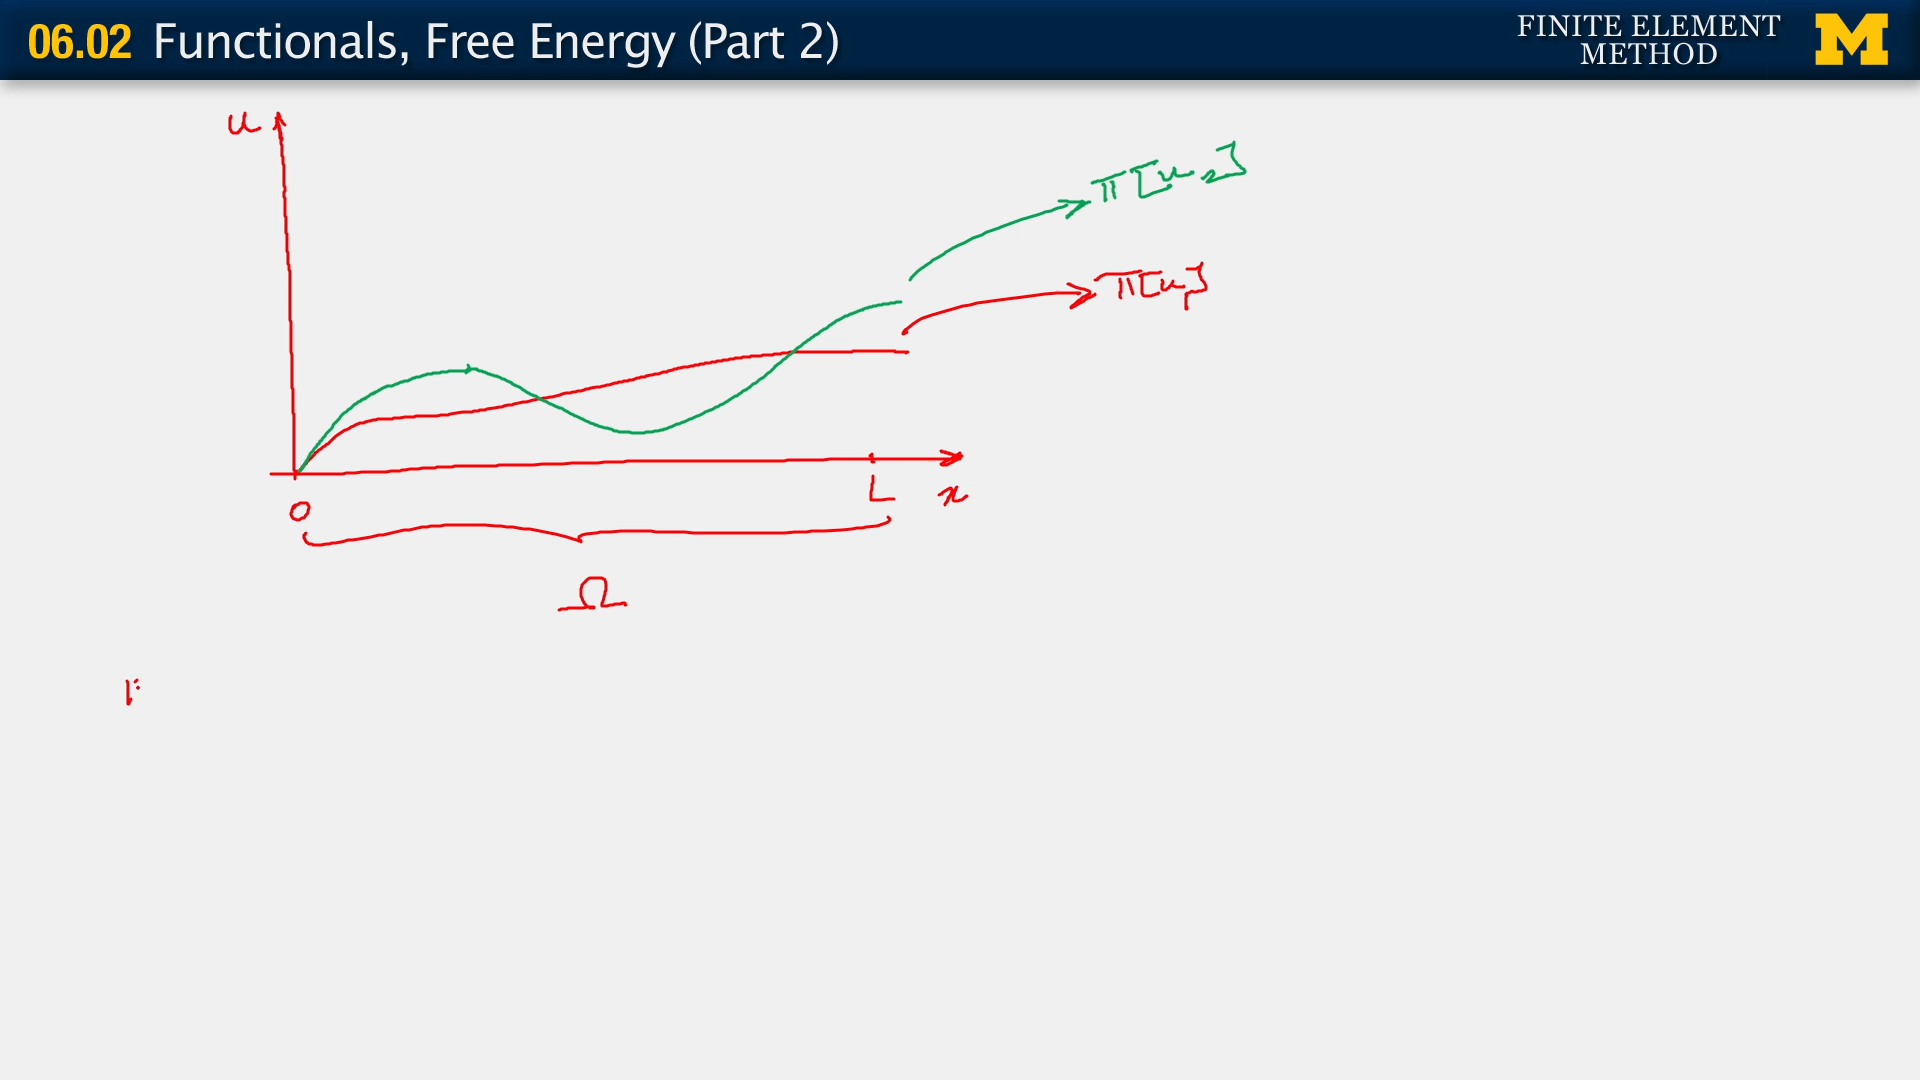 06.02 Functionals, Free Energy (Part 2)
FINITE ELEMENT
METHOD
M
u
π[u₂]
π[u₁]
L
x
0
Ω